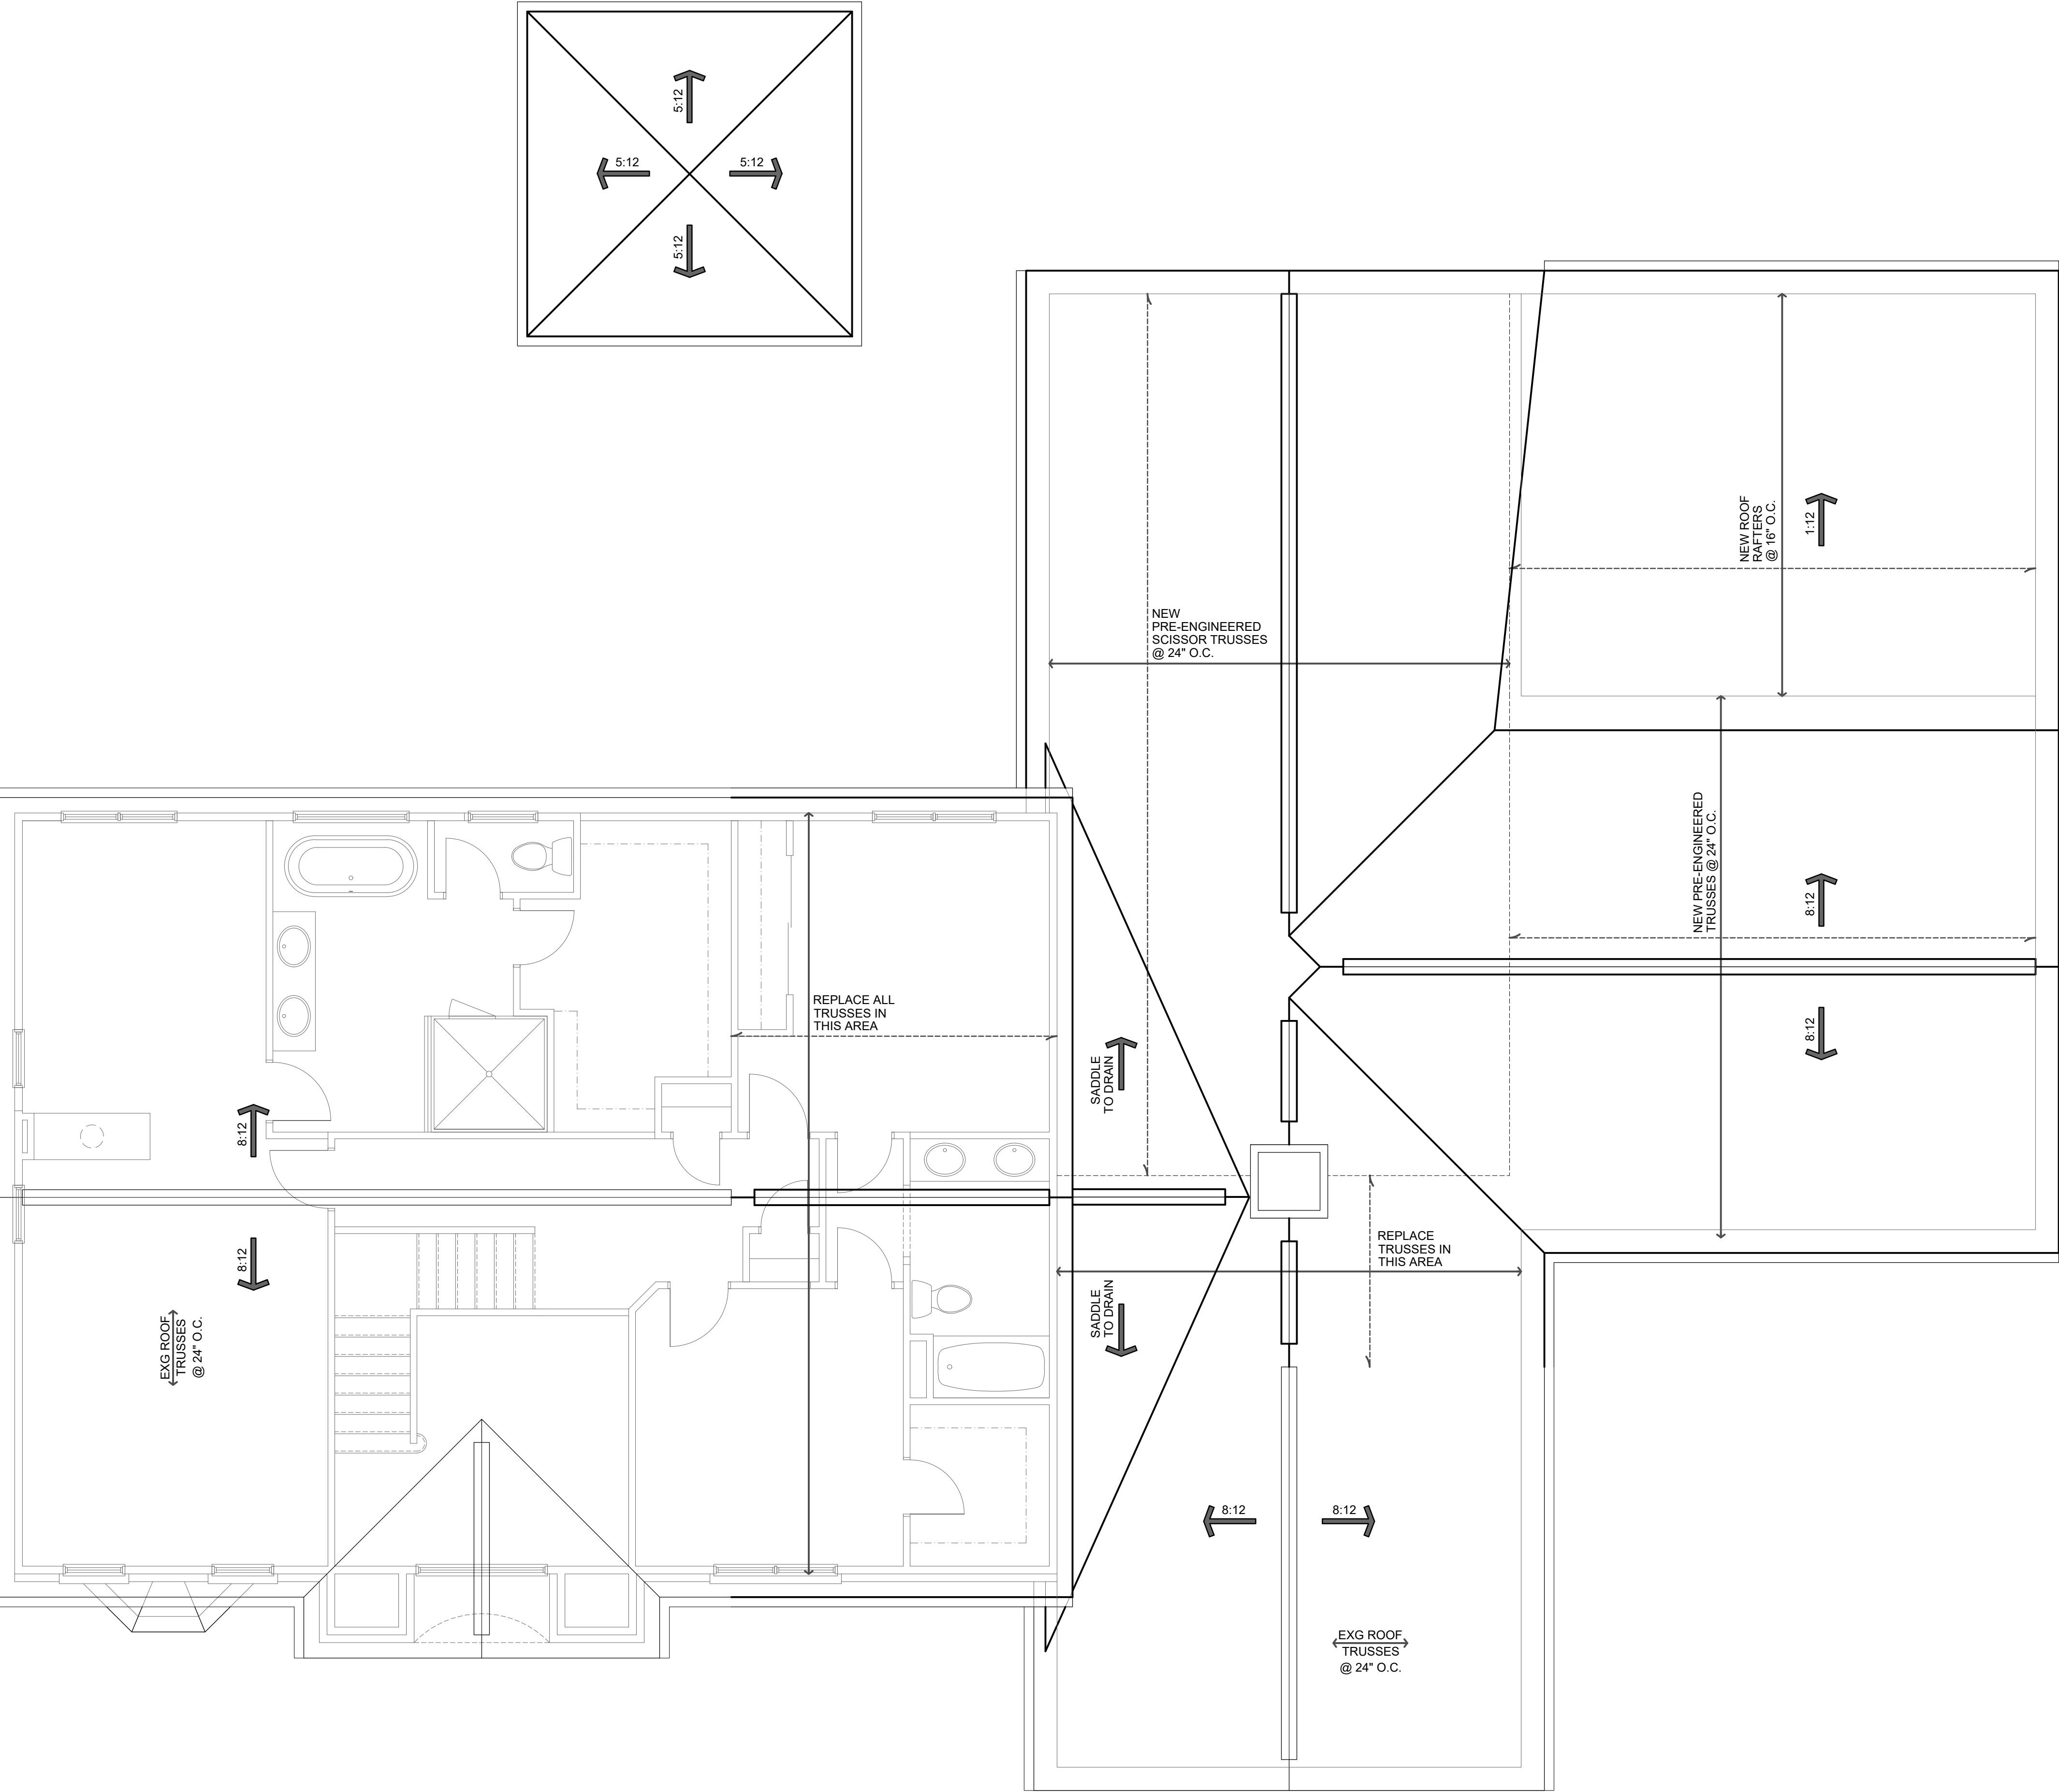 5:12
5:12
5:12
5:12
NEW ROOF
RAFTERS
@ 16" O.C.
1:12
NEW
PRE-ENGINEERED
SCISSOR TRUSSES
@ 24" O.C.
NEW PRE-ENGINEERED
TRUSSES @ 24" O.C.
8:12
REPLACE ALL
TRUSSES IN
THIS AREA
8:12
SADDLE
TO DRAIN
8:12
8:12
REPLACE
TRUSSES IN
THIS AREA
SADDLE
TO DRAIN
EXG ROOF
TRUSSES
@ 24" O.C.
8:12
8:12
EXG ROOF
TRUSSES
@ 24" O.C.